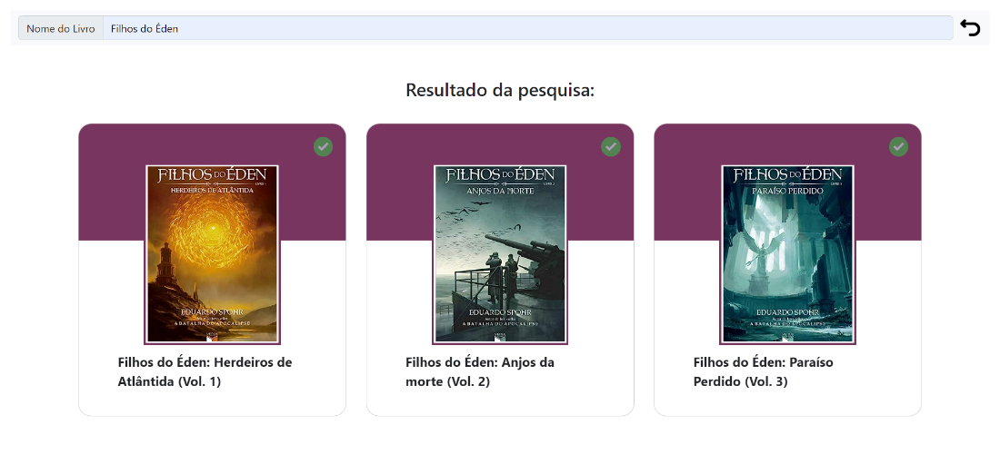 Nome do Livro Filhos do Éden
Resultado da pesquisa:
FILHOS DO ÉDEN
LIVRO 1
HERDEIROS DE ATLÂNTIDA
EDUARDO SPOHR
A BATALHA DO APOCALIPSE
Filhos do Éden: Herdeiros de
Atlântida (Vol. 1)
FILHOS DO ÉDEN
LIVRO 2
ANJOS DA MORTE
EDUARDO SPOHR
A BATALHA DO APOCALIPSE
Filhos do Éden: Anjos da
morte (Vol. 2)
FILHOS DO ÉDEN
LIVRO 3
PARAÍSO PERDIDO
EDUARDO SPOHR
A BATALHA DO APOCALIPSE
Filhos do Éden: Paraíso
Perdido (Vol. 3)